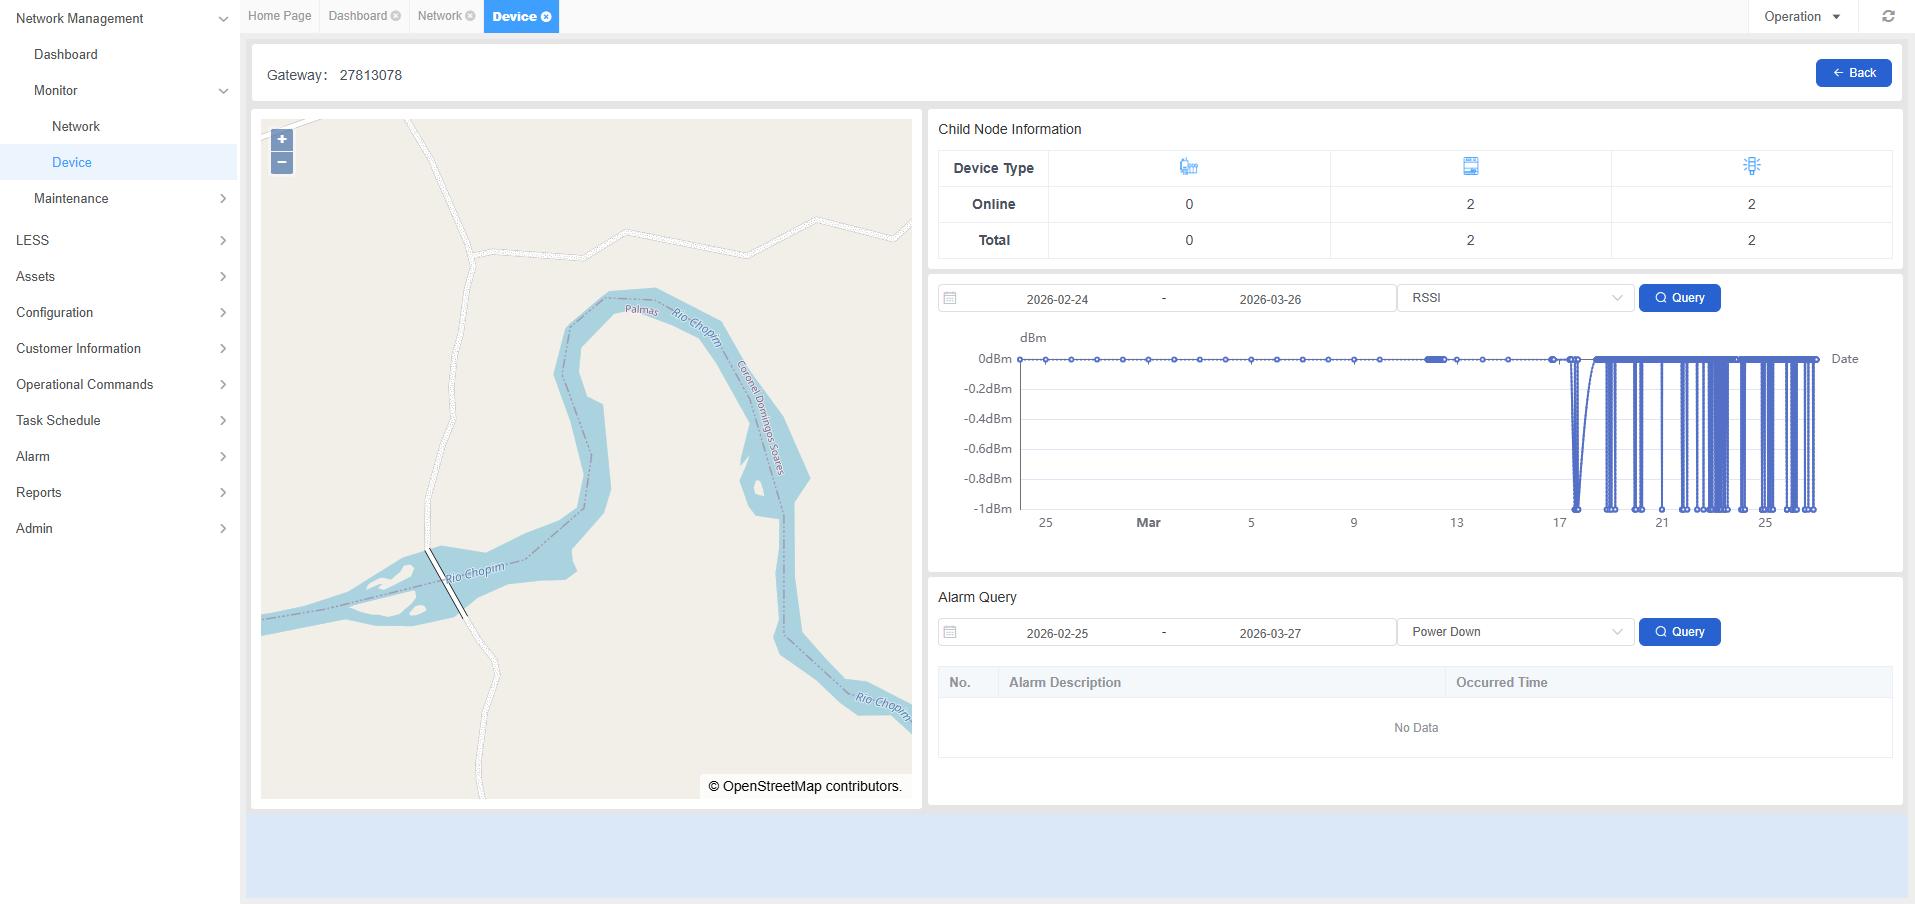 Network Management
Dashboard
Monitor
Network
Device
Maintenance
LESS
Assets
Configuration
Customer Information
Operational Commands
Task Schedule
Alarm
Reports
Admin
Home Page
Dashboard
Network
Device
Operation
Gateway: 27813078
Back
+
−
Palmas
Rio Chopim
Coronel Domingos Soares
Rio Chopim
Rio Chopim
© OpenStreetMap contributors.
Child Node Information
Device Type
Online 0 2 2
Total 0 2 2
2026-02-24 - 2026-03-26 RSSI Query
dBm
0dBm
-0.2dBm
-0.4dBm
-0.6dBm
-0.8dBm
-1dBm
25 Mar 5 9 13 17 21 25
Date
Alarm Query
2026-02-25 - 2026-03-27 Power Down Query
No. Alarm Description Occurred Time
No Data